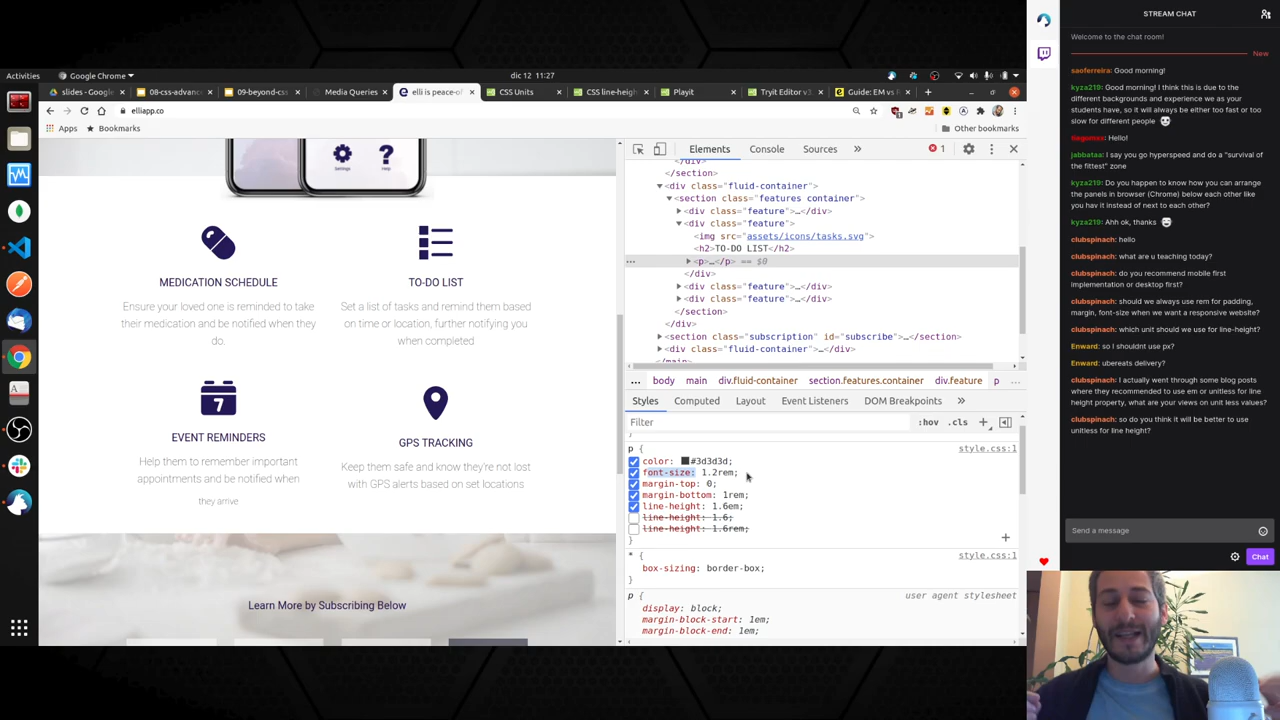 Activities
Google Chrome
dic 12 11:27
slides - Google
08-css-advanc
09-beyond-css
Media Queries
elli is peace-of
CSS Units
CSS line-heig
Playit
Tryit Editor v3
Guide: EM vs
elliapp.co
Apps
Bookmarks
Other bookmarks
Settings
Help
MEDICATION SCHEDULE
Ensure your loved one is reminded to take
their medication and be notified when they
do.
TO-DO LIST
Set a list of tasks and remind them based
on time or location, further notifying you
when completed
EVENT REMINDERS
Help them to remember important
appointments and be notified when
they arrive
GPS TRACKING
Keep them safe and know they're not lost
with GPS alerts based on set locations
Learn More by Subscribing Below
Elements
Console
Sources
»
1
</section>
<div class="fluid-container">
<section class="features container">
<div class="feature">…</div>
<div class="feature">
<img src="assets/icons/tasks.svg">
<h2>TO-DO LIST</h2>
<p>…</p> == $0
</div>
<div class="feature">…</div>
<div class="feature">…</div>
</section>
</div>
<section class="subscription" id="subscribe">…</section>
<div class="fluid-container">…</div>
… body main div.fluid-container section.features.container div.feature p …
Styles
Computed
Layout
Event Listeners
DOM Breakpoints
»
Filter
:hov .cls +
p {
style.css:1
color: #3d3d3d;
font-size: 1.2rem;
margin-top: 0;
margin-bottom: 1rem;
line-height: 1.6em;
line-height: 1.6;
line-height: 1.6rem;
}
* {
style.css:1
box-sizing: border-box;
}
p {
user agent stylesheet
display: block;
margin-block-start: 1em;
margin-block-end: 1em;
STREAM CHAT
Welcome to the chat room!
New
saoferreira: Good morning!
kyza219: Good morning! I think this is due to the
different backgrounds and experience we as your
students have, so it will always be either too fast or too
slow for different people
Hello!
jabbataa: I say you go hyperspeed and do a "survival of
the fittest" zone
kyza219: Do you happen to know how you can arrange
the panels in browser (Chrome) below each other like
you hav it instead of next to each other?
kyza219: Ahh ok, thanks
clubspinach: hello
clubspinach: what are u teaching today?
clubspinach: do you recommend mobile first
implementation or desktop first?
clubspinach: should we always use rem for padding,
margin, font-size when we want a responsive website?
clubspinach: which unit should we use for line-height?
Enward: so I shouldnt use px?
Enward: ubereats delivery?
clubspinach: I actually went through some blog posts
where they recommended to use em or unitless for line
height property, what are your views on unit less values?
clubspinach: so do you think it will be better to use
unitless for line height?
Send a message
Chat